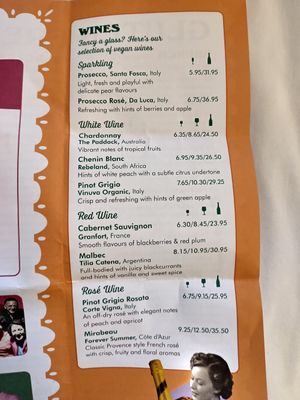 WINES
Fancy a glass? Here's our
selection of vegan wines
Sparkling
Prosecco, Santa Fosca, Italy 5.95/31.95
Light, fresh and playful with
delicate pear flavours
Prosecco Rosé, Da Luca, Italy 6.75/36.95
Refreshing with hints of berries and apple
White Wine
Chardonnay 6.35/8.65/24.50
The Paddock, Australia
Vibrant notes of tropical fruits
Chenin Blanc 6.95/9.35/26.50
Rebeland, South Africa
Hints of white peach with a subtle citrus undertone
Pinot Grigio 7.65/10.30/29.25
Vinuva Organic, Italy
Crisp and refreshing with hints of green apple
Red Wine
Cabernet Sauvignon 6.30/8.45/23.95
Granfort, France
Smooth flavours of blackberries & red plum
Malbec 8.15/10.95/30.95
Tilia Catena, Argentina
Full-bodied with juicy blackcurrants
and hints of vanilla and sweet spice
Rosé Wine
Pinot Grigio Rosato 6.75/9.15/25.95
Corte Vigna, Italy
An off-dry rosé with elegant notes
of peach and apricot
Mirabeau 9.25/12.50/35.50
Forever Summer, Côte d'Azur
Classic Provence style French rosé
with crisp, fruity and floral aromas